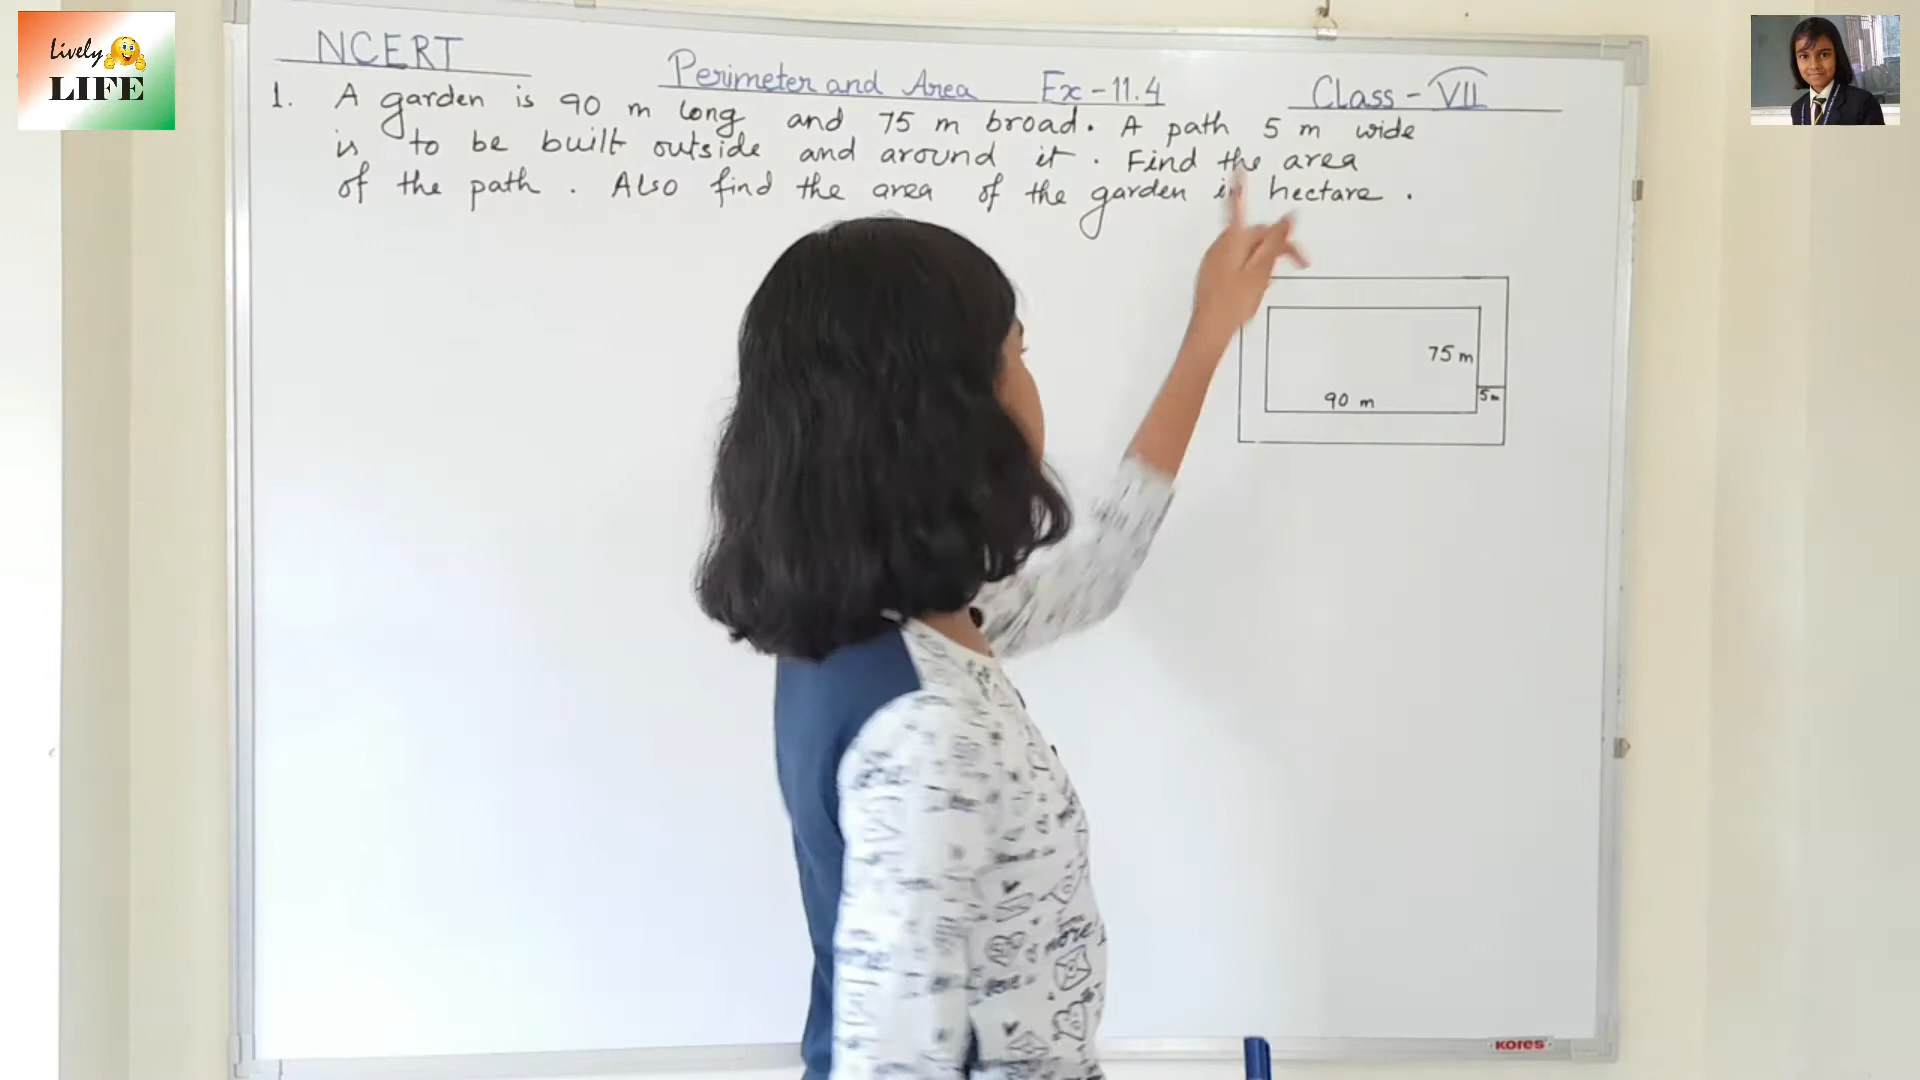 Lively
LIFE
NCERT
Perimeter and Area Ex-11.4
Class - VII
1. A garden is 90 m long and 75 m broad. A path 5 m wide
is to be built outside and around it. Find the area
of the path. Also find the area of the garden in hectare.
75 m
5 m
90 m
more
KORES